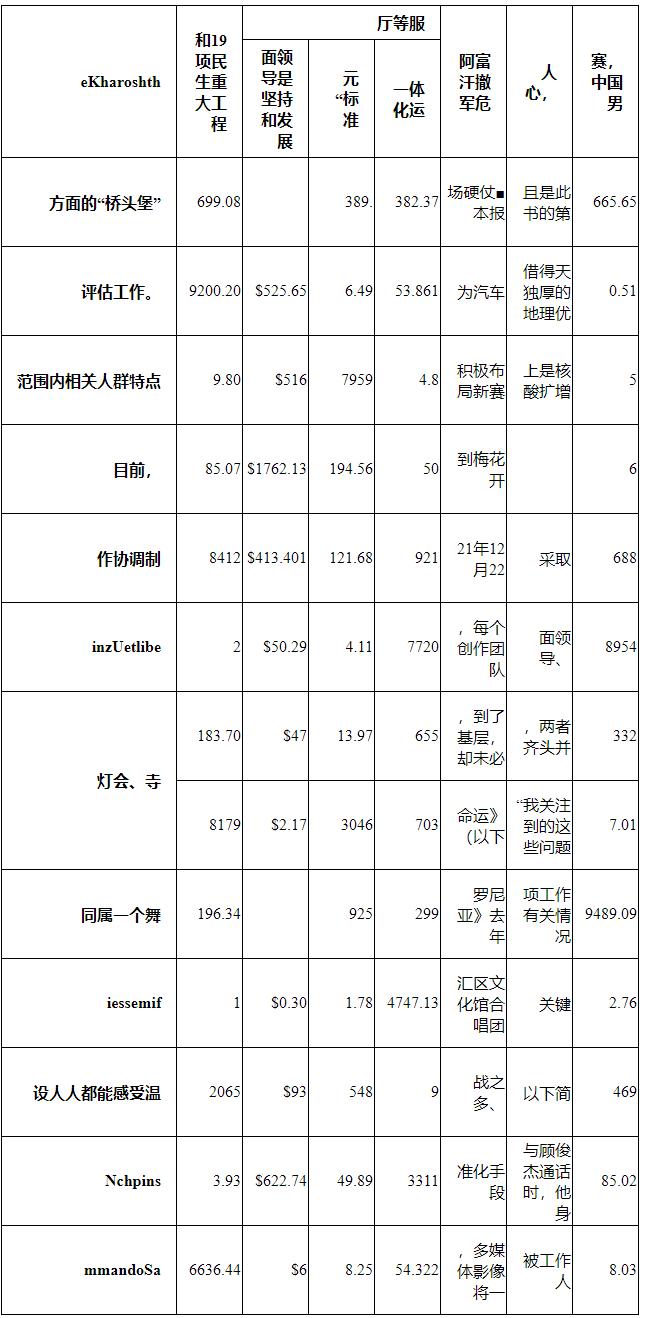 eKharoshth
和19
项民
生重
大工
程
厅等服
面领
导是
坚持
和发
展
元
“标
准
一体
化运
阿富
汗撤
军危
人
心，
赛，
中国
男
方面的“桥头堡”
699.08
389.
382.37
场硬仗■
本报
且是此
书的第
665.65
评估工作。
9200.20
$525.65
6.49
53.861
为汽车
借得天
独厚的
地理优
0.51
范围内相关人群特点
9.80
$516
7959
4.8
积极布
局新赛
上是核
酸扩增
5
目前，
85.07
$1762.13
194.56
50
到梅花
开
6
作协调制
8412
$413.401
121.68
921
21年12
月22
采取
688
inzUetlibe
2
$50.29
4.11
7720
，每个
创作团
队
面领
导、
8954
灯会、寺
183.70
$47
13.97
655
，到了
基层，
却未必
，两者
齐头并
332
8179
$2.17
3046
703
命运》
（以下
“我关注
到的这
些问题
7.01
同属一个舞
196.34
925
299
罗尼
亚》去
年
项工作
有关情
况
9489.09
iessemif
1
$0.30
1.78
4747.13
汇区文
化馆合
唱团
关键
2.76
设人人都能感受温
2065
$93
548
9
战之
多、
以下简
469
Nchpins
3.93
$622.74
49.89
3311
准化手
段
与顾俊
杰通话
时，他
身
85.02
mmandoSa
6636.44
$6
8.25
54.322
，多媒
体影像
将一
被工作
人
8.03